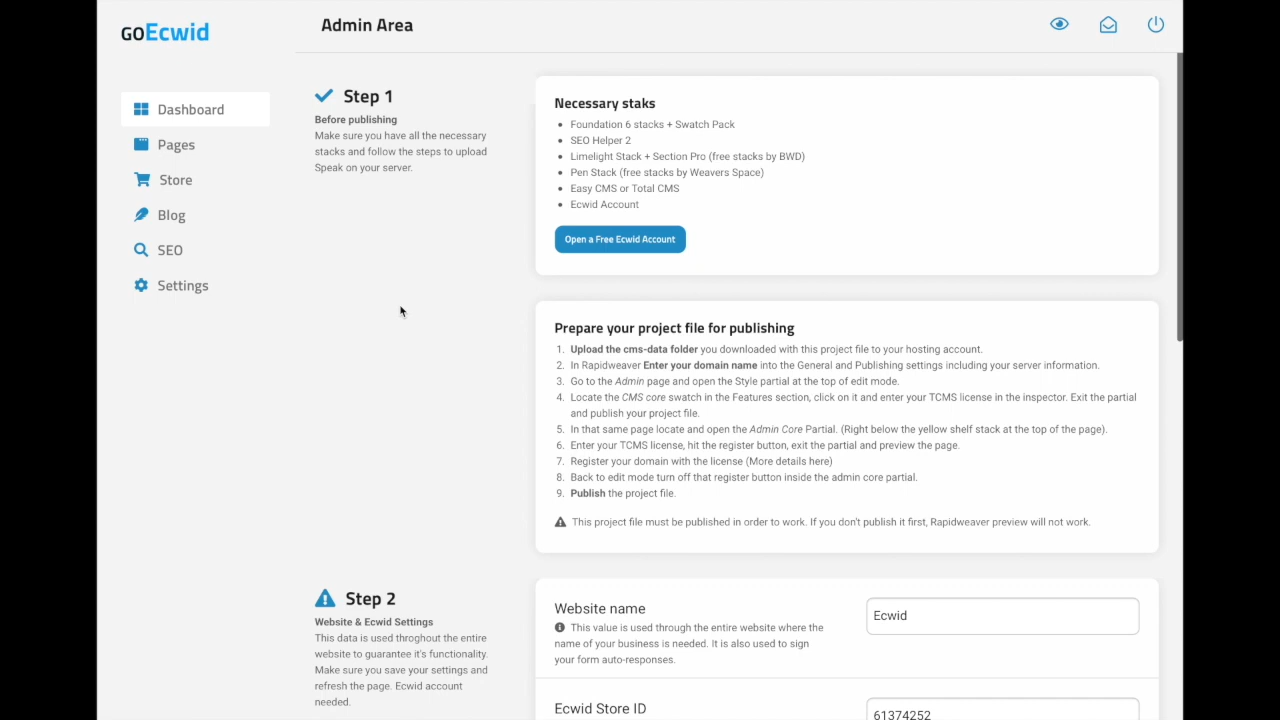 GOEcwid
Admin Area
Dashboard
Pages
Store
Blog
SEO
Settings
Step 1
Before publishing
Make sure you have all the necessary
stacks and follow the steps to upload
Speak on your server.
Necessary staks
• Foundation 6 stacks + Swatch Pack
• SEO Helper 2
• Limelight Stack + Section Pro (free stacks by BWD)
• Pen Stack (free stacks by Weavers Space)
• Easy CMS or Total CMS
• Ecwid Account
Open a Free Ecwid Account
Prepare your project file for publishing
1. Upload the cms-data folder you downloaded with this project file to your hosting account.
2. In Rapidweaver Enter your domain name into the General and Publishing settings including your server information.
3. Go to the Admin page and open the Style partial at the top of edit mode.
4. Locate the CMS core swatch in the Features section, click on it and enter your TCMS license in the inspector. Exit the partial
and publish your project file.
5. In that same page locate and open the Admin Core Partial. (Right below the yellow shelf stack at the top of the page).
6. Enter your TCMS license, hit the register button, exit the partial and preview the page.
7. Register your domain with the license (More details here)
8. Back to edit mode turn off that register button inside the admin core partial.
9. Publish the project file.
This project file must be published in order to work. If you don't publish it first, Rapidweaver preview will not work.
Step 2
Website & Ecwid Settings
This data is used throghout the entire
website to guarantee it's functionality.
Make sure you save your settings and
refresh the page. Ecwid account
needed.
Website name
This value is used through the entire website where the
name of your business is needed. It is also used to sign
your form auto-responses.
Ecwid
Ecwid Store ID
61374252